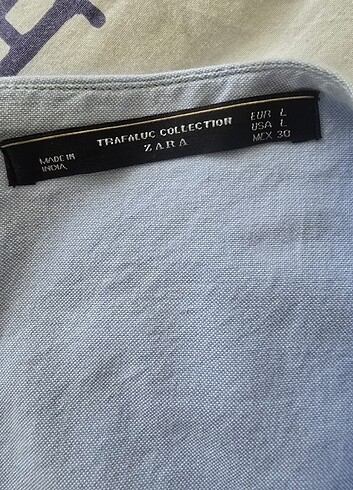 TRAFALUC COLLECTION
ZARA
MADE IN
INDIA
EUR L
USA L
MEX 30